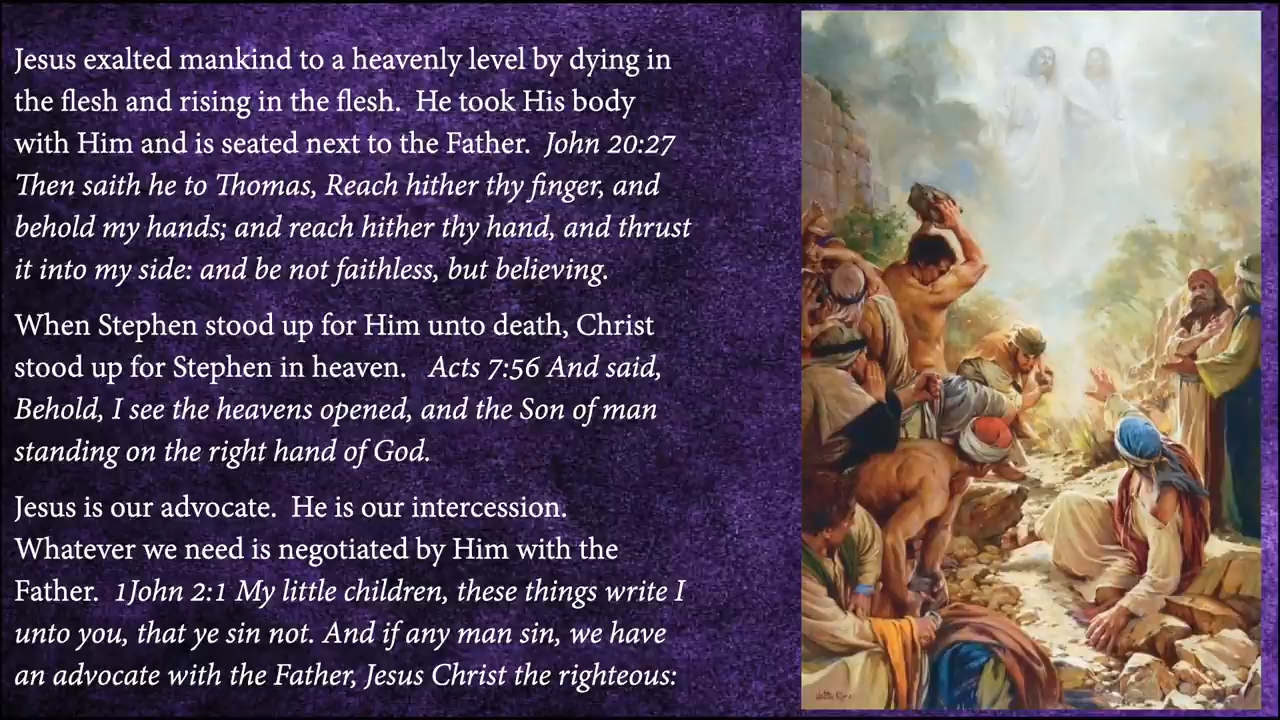 Jesus exalted mankind to a heavenly level by dying in
the flesh and rising in the flesh.  He took His body
with Him and is seated next to the Father.  John 20:27
Then saith he to Thomas, Reach hither thy finger, and
behold my hands; and reach hither thy hand, and thrust
it into my side: and be not faithless, but believing.
When Stephen stood up for Him unto death, Christ
stood up for Stephen in heaven.   Acts 7:56 And said,
Behold, I see the heavens opened, and the Son of man
standing on the right hand of God.
Jesus is our advocate.  He is our intercession.
Whatever we need is negotiated by Him with the
Father.  1John 2:1 My little children, these things write I
unto you, that ye sin not. And if any man sin, we have
an advocate with the Father, Jesus Christ the righteous: